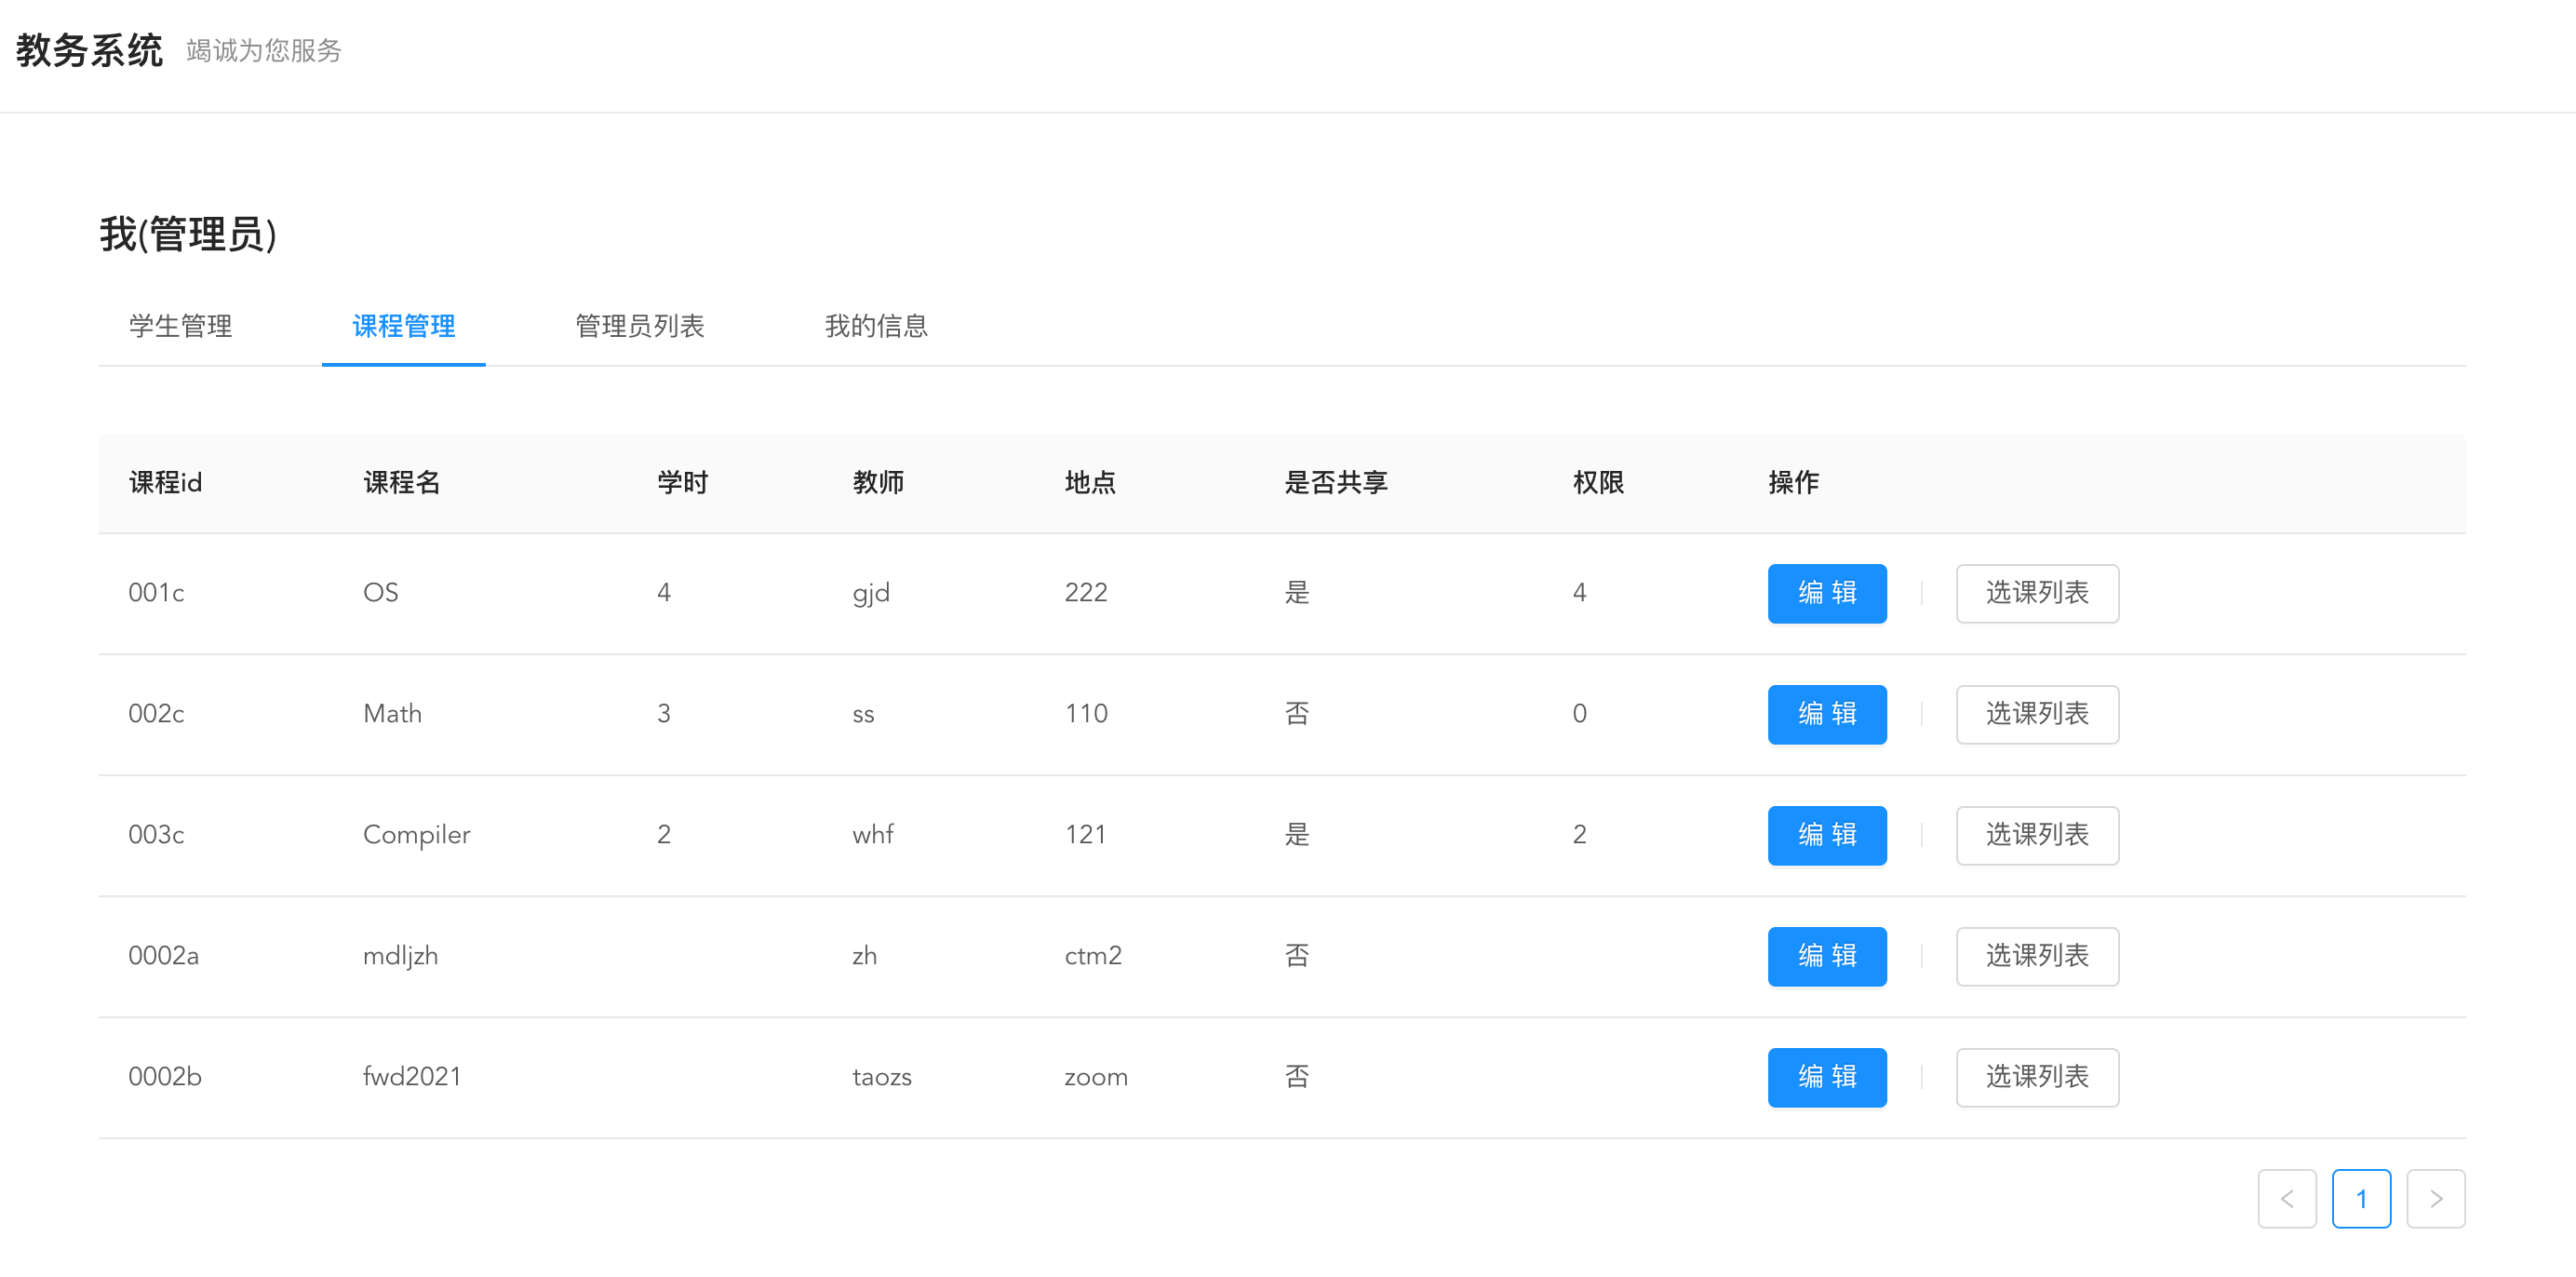 教务系统 竭诚为您服务
我(管理员)
学生管理 课程管理 管理员列表 我的信息
课程id 课程名 学时 教师 地点 是否共享 权限 操作
001c OS 4 gjd 222 是 4 编 辑 选课列表
002c Math 3 ss 110 否 0 编 辑 选课列表
003c Compiler 2 whf 121 是 2 编 辑 选课列表
0002a mdljzh zh ctm2 否 编 辑 选课列表
0002b fwd2021 taozs zoom 否 编 辑 选课列表
< 1 >